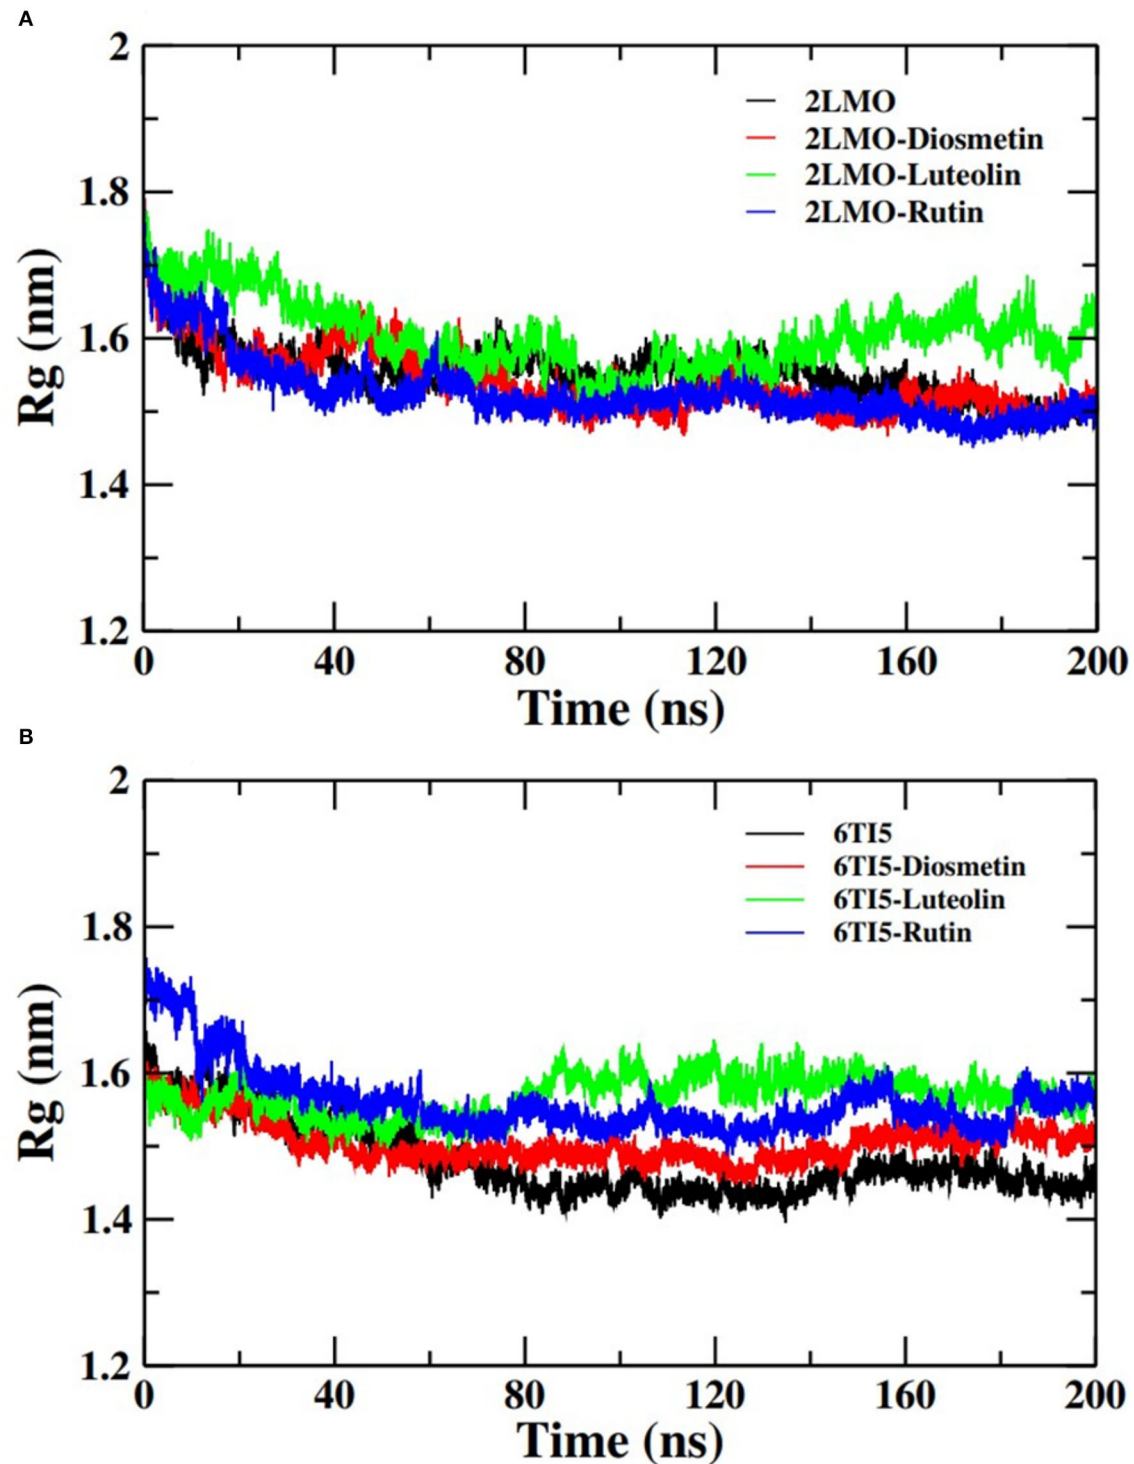 A
2
1.8
1.6
1.4
1.2
Rg (nm)
2LMO
2LMO-Diosmetin
2LMO-Luteolin
2LMO-Rutin
0 40 80 120 160 200
Time (ns)
B
2
1.8
1.6
1.4
1.2
Rg (nm)
6TI5
6TI5-Diosmetin
6TI5-Luteolin
6TI5-Rutin
0 40 80 120 160 200
Time (ns)